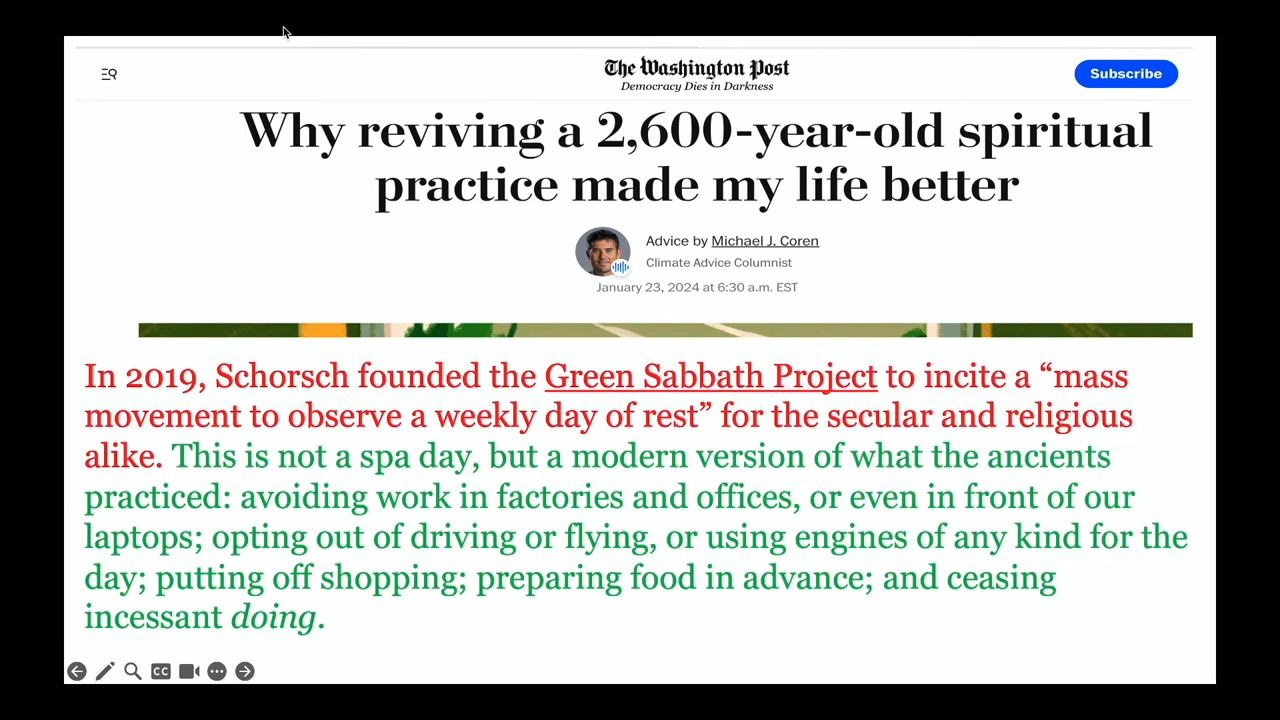 The Washington Post
Democracy Dies in Darkness
Subscribe
Why reviving a 2,600-year-old spiritual
practice made my life better
Advice by Michael J. Coren
Climate Advice Columnist
January 23, 2024 at 6:30 a.m. EST
In 2019, Schorsch founded the Green Sabbath Project to incite a “mass
movement to observe a weekly day of rest” for the secular and religious
alike. This is not a spa day, but a modern version of what the ancients
practiced: avoiding work in factories and offices, or even in front of our
laptops; opting out of driving or flying, or using engines of any kind for the
day; putting off shopping; preparing food in advance; and ceasing
incessant doing.
CC